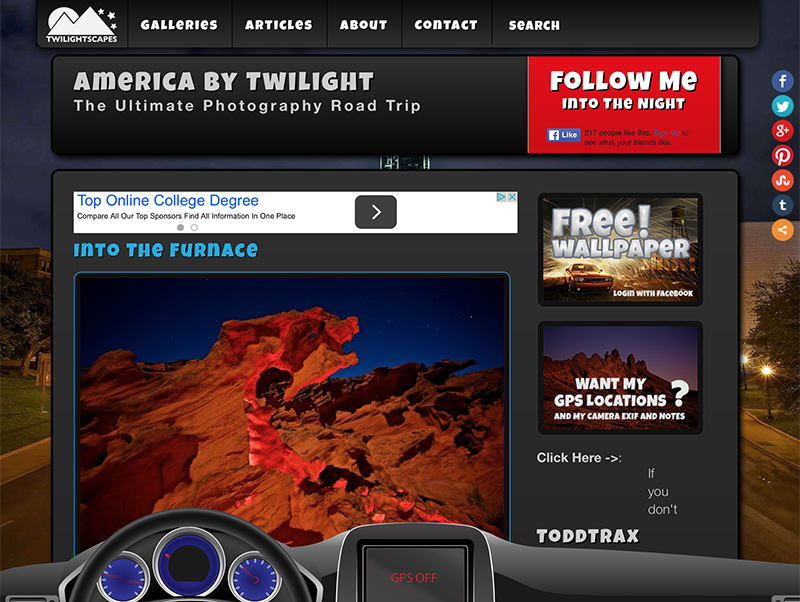 TWILIGHTSCAPES
Galleries
Articles
About
Contact
Search
America by Twilight
The Ultimate Photography Road Trip
Follow Me
Into the Night
Like
217 people like this. Sign Up to
see what your friends like.
Top Online College Degree
Compare All Our Top Sponsors Find All Information In One Place
Into the Furnace
FREE!
WALLPAPER
LOGIN WITH FACEBOOK
WANT MY
GPS LOCATIONS ?
AND MY CAMERA EXIF AND NOTES
Click Here ->:
If
you
don't
ToddTrax
GPS OFF